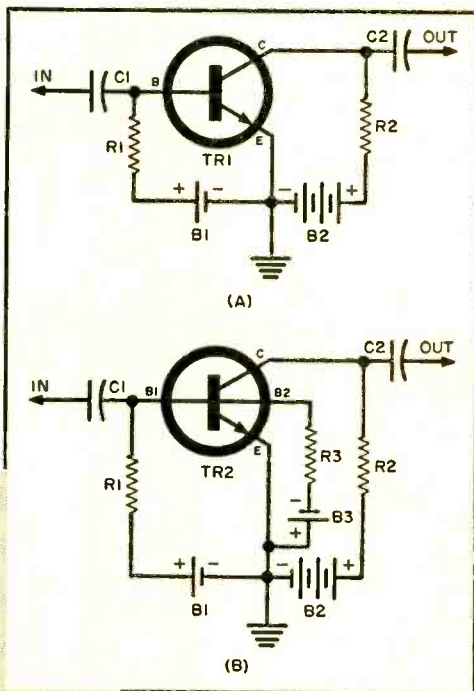 C C2 OUT
IN C1 B
R1 R2
TR1 E
+ - - +
B1 B2
(A)
C C2 OUT
IN C1 B1 B2
R3
E
R1 TR2 R2
- B3
+
+ - - +
B1 B2
(B)